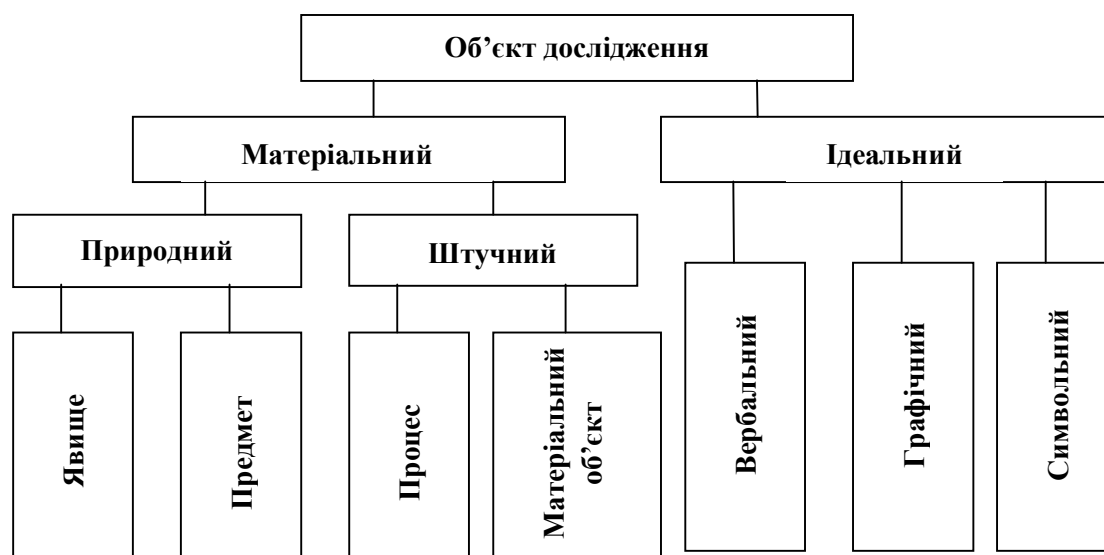 Об’єкт дослідження
Матеріальний
Ідеальний
Природний
Штучний
Явище
Предмет
Процес
Матеріальний
об’єкт
Вербальний
Графічний
Символьний